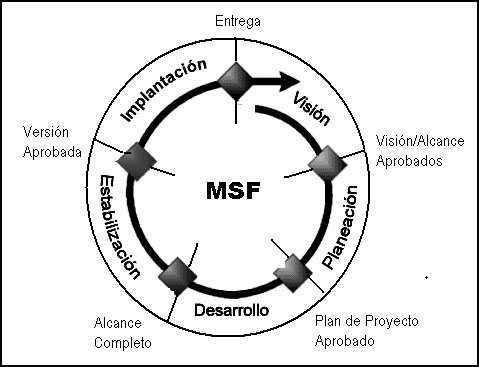 Entrega
Implantación
Visión
Versión
Aprobada
Visión/Alcance
Aprobados
MSF
Estabilización
Planeación
Desarrollo
Alcance
Completo
Plan de Proyecto
Aprobado